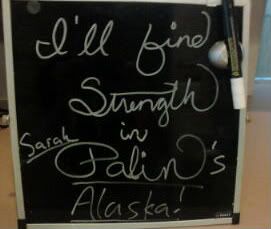 I'll find
Strength
in
Sarah
Palin's
Alaska!